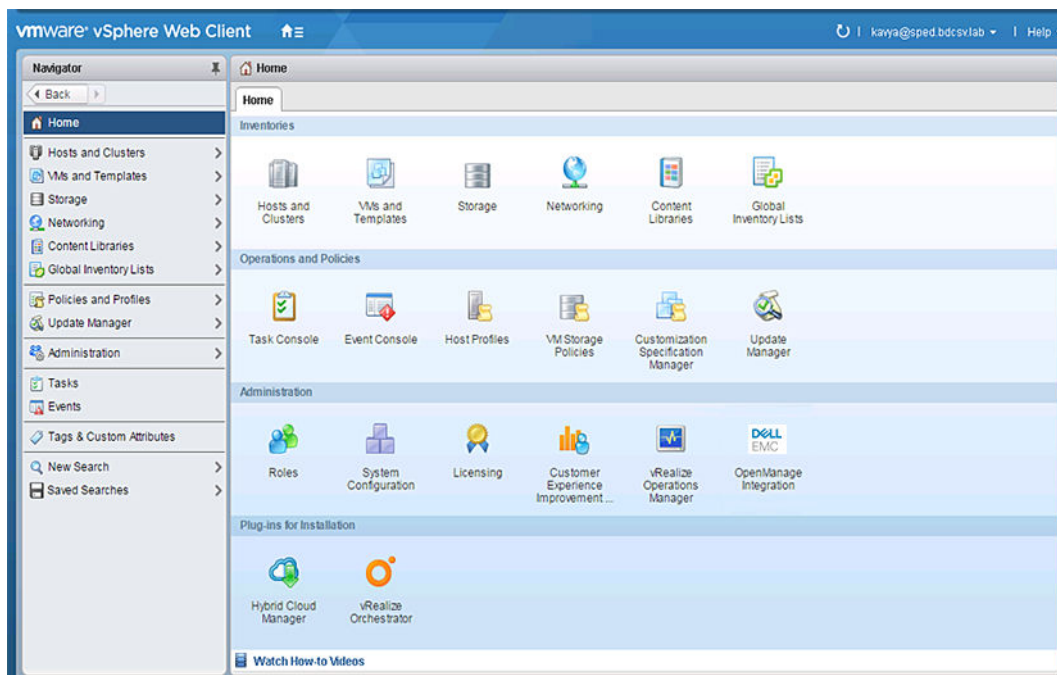 vmware® vSphere Web Client
kavya@sped.bdcsv.lab
Help
Navigator
Back
Home
Hosts and Clusters
VMs and Templates
Storage
Networking
Content Libraries
Global Inventory Lists
Policies and Profiles
Update Manager
Administration
Tasks
Events
Tags & Custom Attributes
New Search
Saved Searches
Home
Home
Inventories
Hosts and
Clusters
VMs and
Templates
Storage
Networking
Content
Libraries
Global
Inventory Lists
Operations and Policies
Task Console
Event Console
Host Profiles
VM Storage
Policies
Customization
Specification
Manager
Update
Manager
Administration
Roles
System
Configuration
Licensing
Customer
Experience
Improvement ...
vRealize
Operations
Manager
DELL
EMC
OpenManage
Integration
Plug-ins for Installation
Hybrid Cloud
Manager
vRealize
Orchestrator
Watch How-to Videos